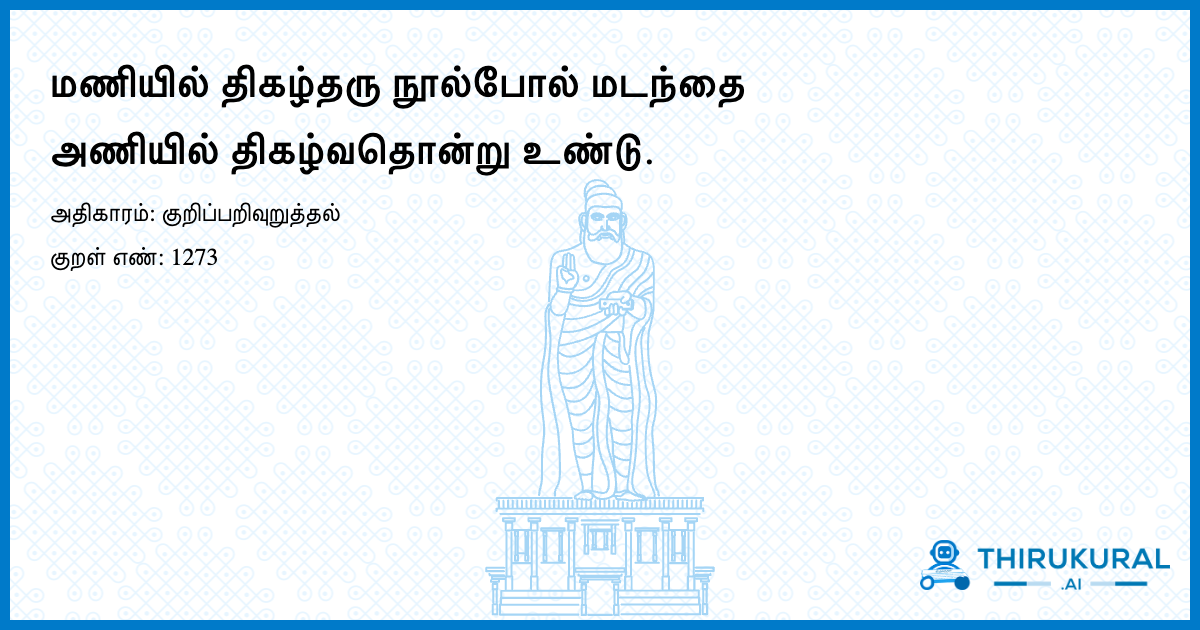 மணியில் திகழ்தரு நூல்போல் மடந்தை
அணியில் திகழ்வதொன்று உண்டு.
அதிகாரம்: குறிப்பறிவுறுத்தல்
குறள் எண்: 1273
THIRUKURAL
.AI